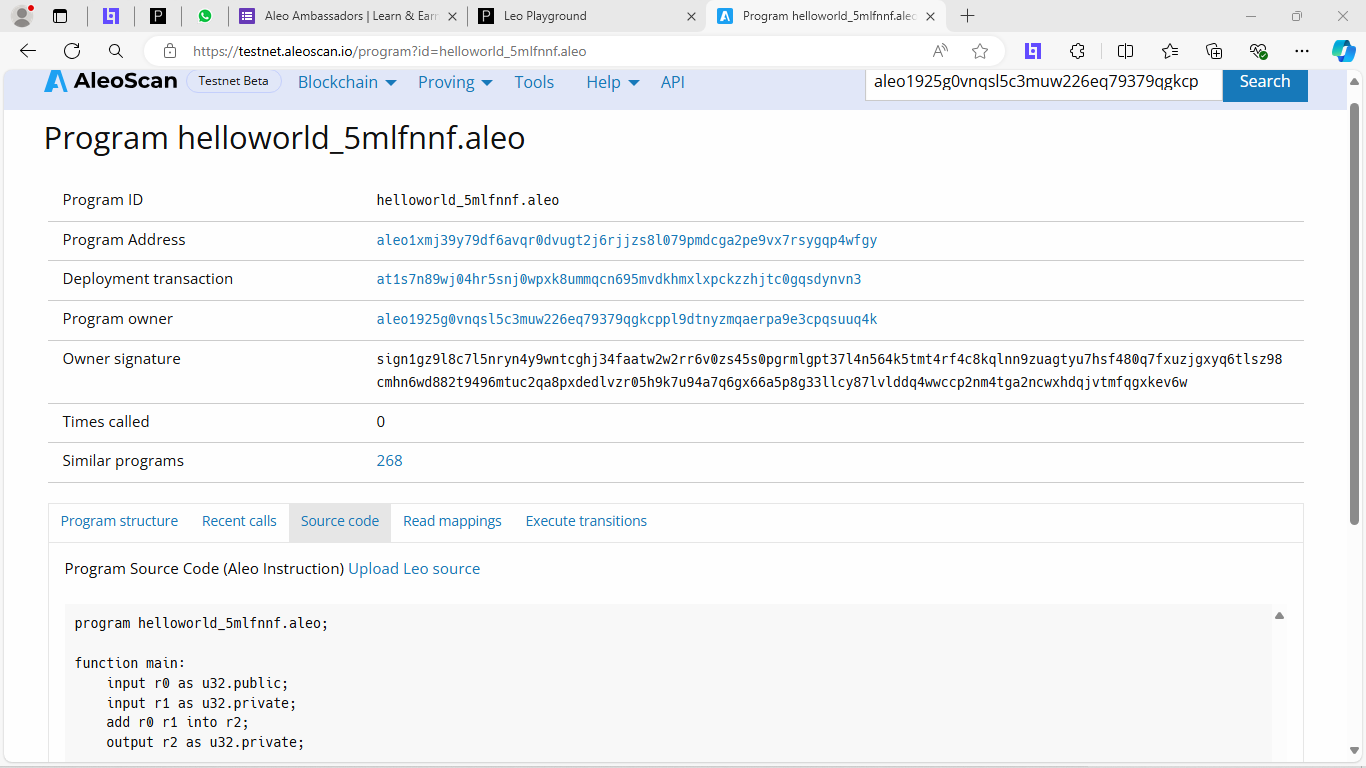 Aleo Ambassadors | Learn & Earn
Leo Playground
Program helloworld_5mlfnnf.aleo
https://testnet.aleoscan.io/program?id=helloworld_5mlfnnf.aleo
AleoScan Testnet Beta Blockchain Proving Tools Help API aleo1925g0vnqsl5c3muw226eq79379qgkcp Search
Program helloworld_5mlfnnf.aleo
Program ID helloworld_5mlfnnf.aleo
Program Address aleo1xmj39y79df6avqr0dvugt2j6rjjzs8l079pmdcga2pe9vx7rsygqp4wfgy
Deployment transaction at1s7n89wj04hr5snj0wpxk8ummqcn695mvdkhmxlxpckzzhjtc0gqsdynvn3
Program owner aleo1925g0vnqsl5c3muw226eq79379qgkcppl9dtnyzmqaerpa9e3cpqsuuq4k
Owner signature sign1gz9l8c7l5nryn4y9wntcghj34faatw2w2rr6v0zs45s0pgrmlgpt37l4n564k5tmt4rf4c8kqlnn9zuagtyu7hsf480q7fxuzjgxyq6tlsz98
cmhn6wd882t9496mtuc2qa8pxdedlvzr05h9k7u94a7q6gx66a5p8g33llcy87lvlddq4wwccp2nm4tga2ncwxhdqjvtmfqgxkev6w
Times called 0
Similar programs 268
Program structure Recent calls Source code Read mappings Execute transitions
Program Source Code (Aleo Instruction) Upload Leo source
program helloworld_5mlfnnf.aleo;
function main:
input r0 as u32.public;
input r1 as u32.private;
add r0 r1 into r2;
output r2 as u32.private;